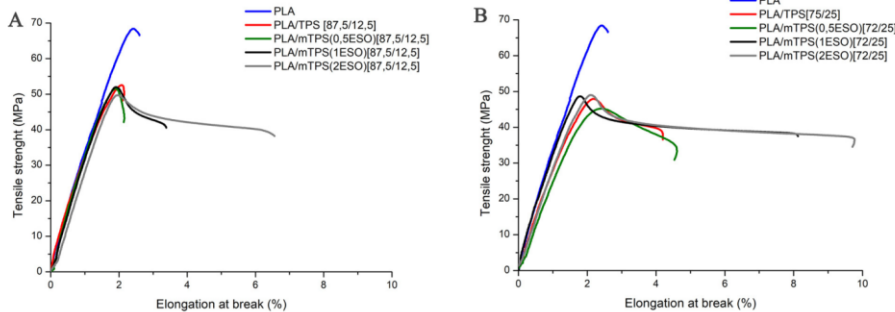 A
PLA
PLA/TPS [87,5/12,5]
PLA/mTPS(0,5ESO)[87,5/12,5]
PLA/mTPS(1ESO)[87,5/12,5]
PLA/mTPS(2ESO)[87,5/12,5]
70
60
50
40
30
20
10
0
Tensile strenght (MPa)
0 2 4 6 8 10
Elongation at break (%)
B
PLA
PLA/TPS[75/25]
PLA/mTPS(0,5ESO)[72/25]
PLA/mTPS(1ESO)[72/25]
PLA/mTPS(2ESO)[72/25]
70
60
50
40
30
20
10
0
Tensile strenght (MPa)
0 2 4 6 8 10
Elongation at break (%)